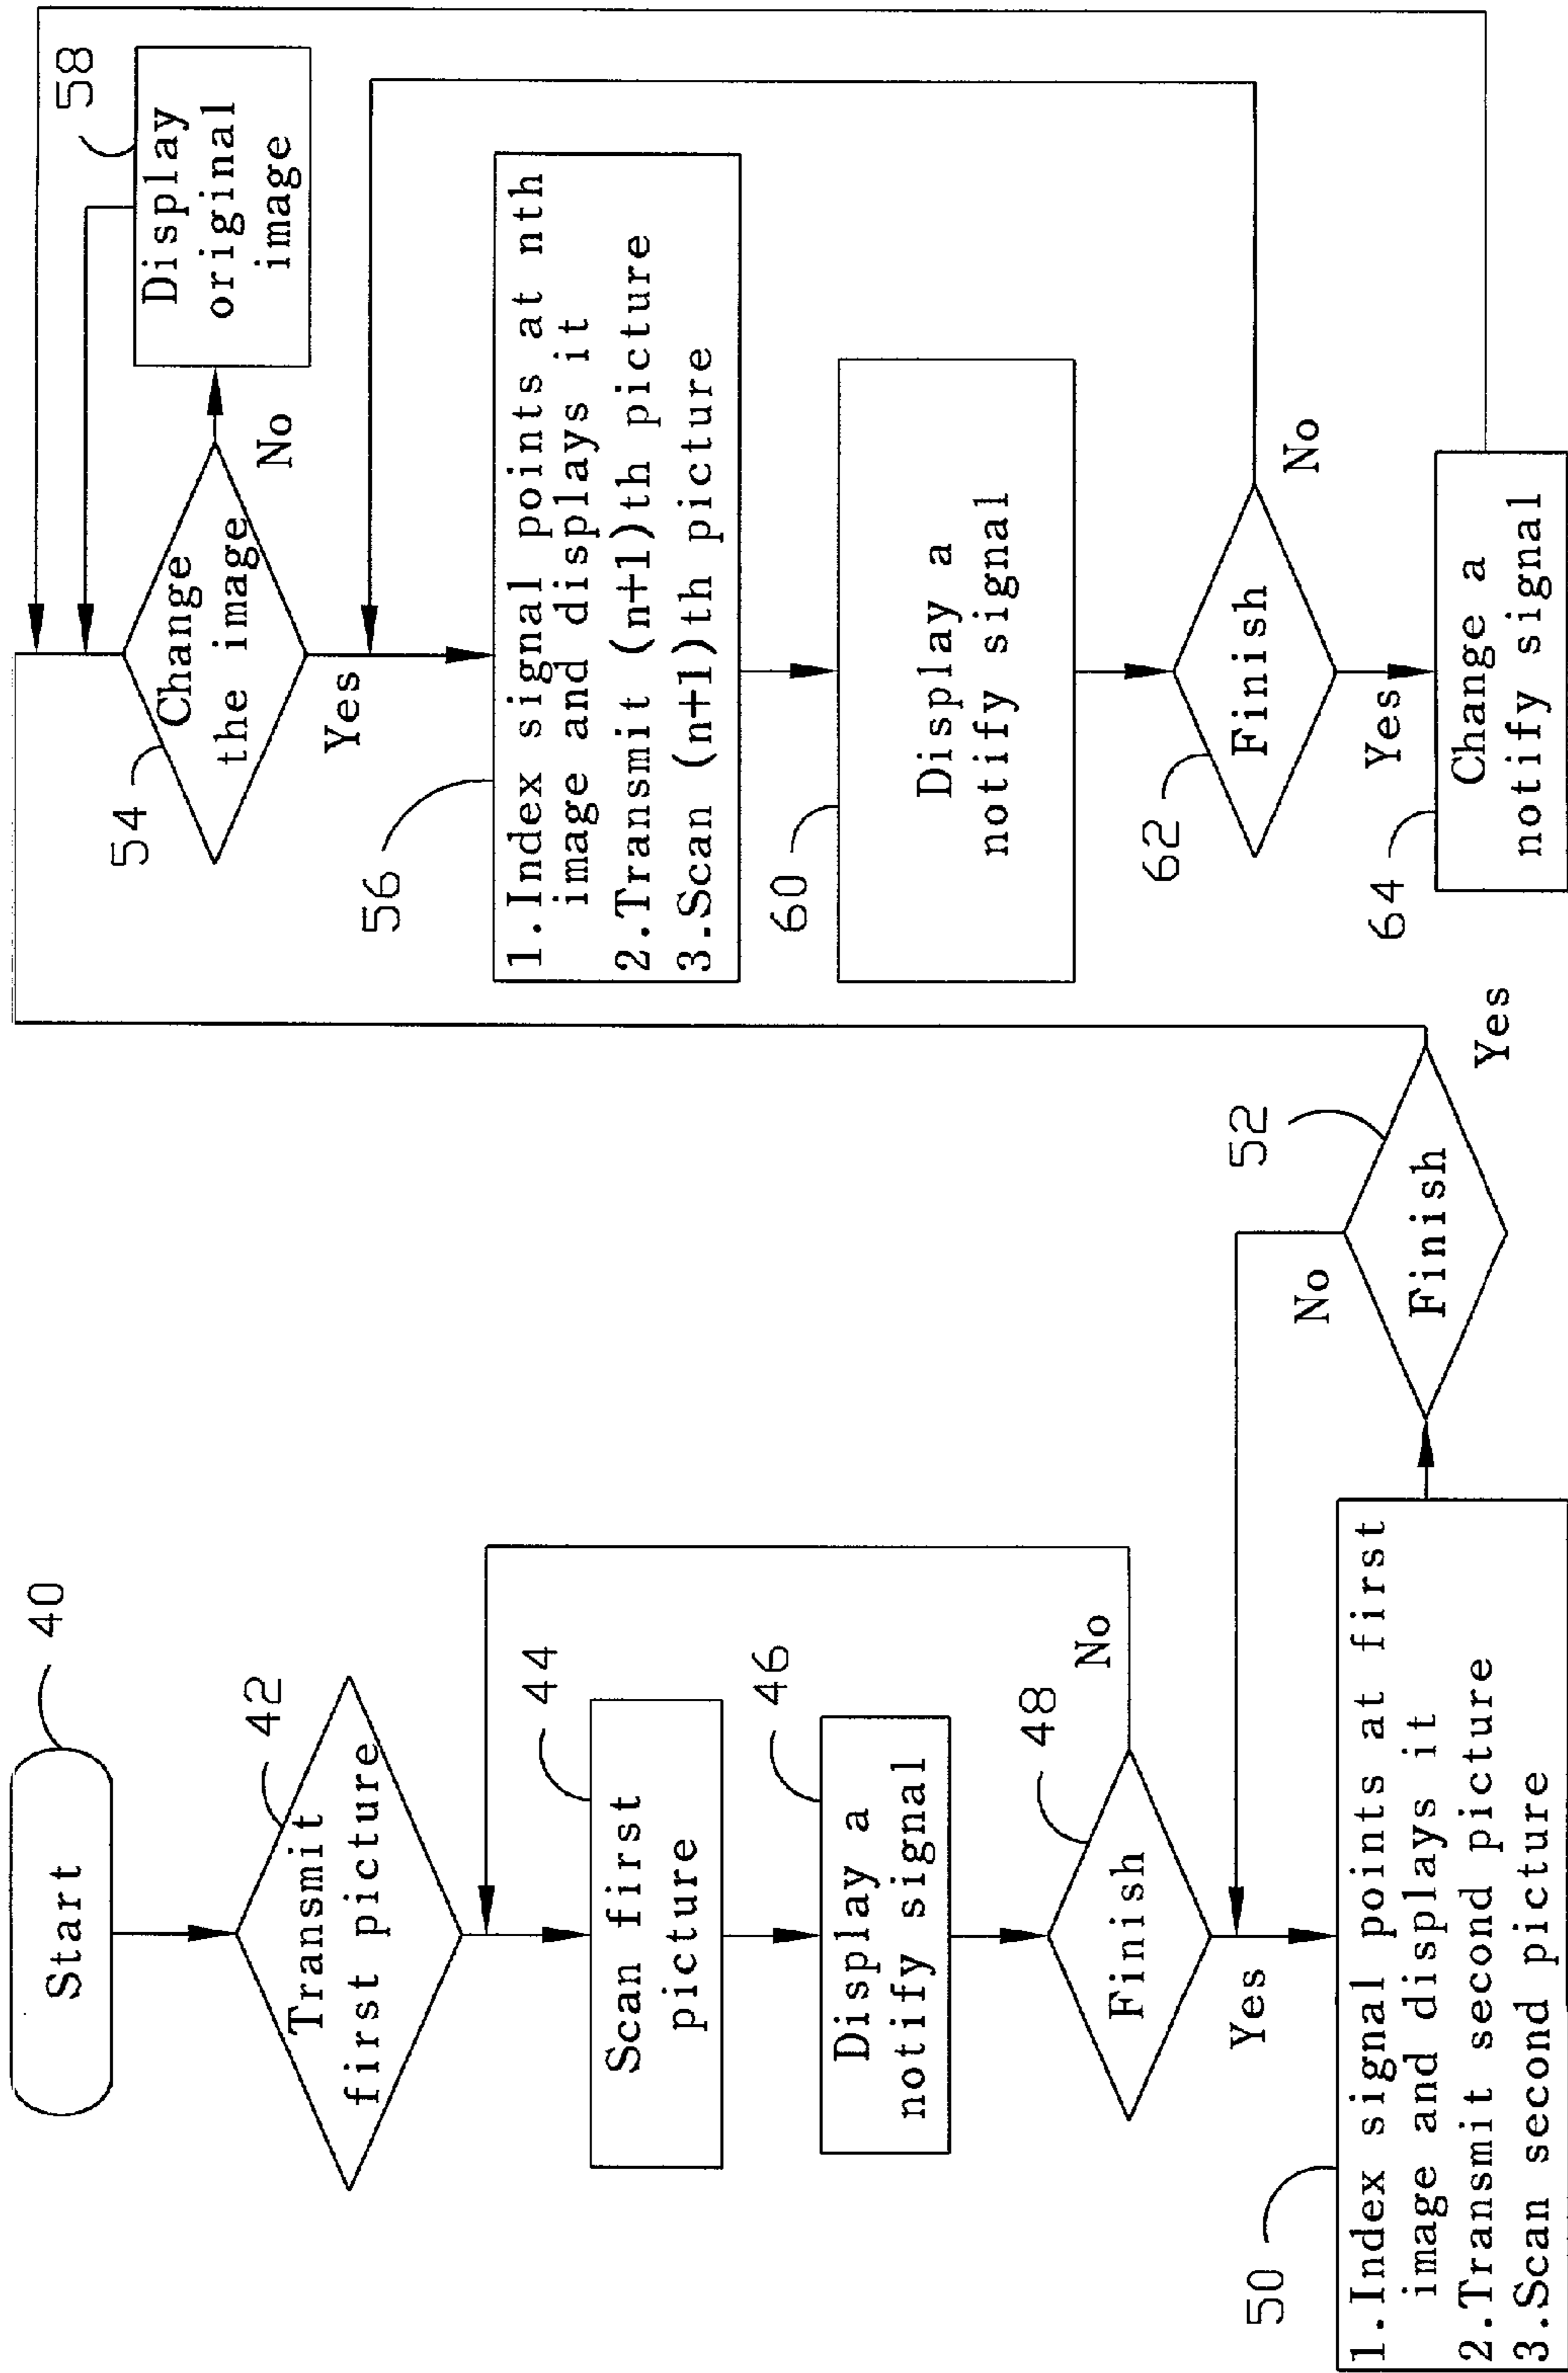 Start
40
Transmit
first picture
42
Scan first
picture
44
Display a
notify signal
46
Finish
48
No
Yes
1.Index signal points at first
image and displays it
2.Transmit second picture
3.Scan second picture
50
Finish
52
No
Yes
Change
the image
54
No
Yes
Display
original
image
58
1.Index signal points at nth
image and displays it
2.Transmit (n+1)th picture
3.Scan (n+1)th picture
56
Display a
notify signal
60
Finish
62
No
Yes
Change a
notify signal
64